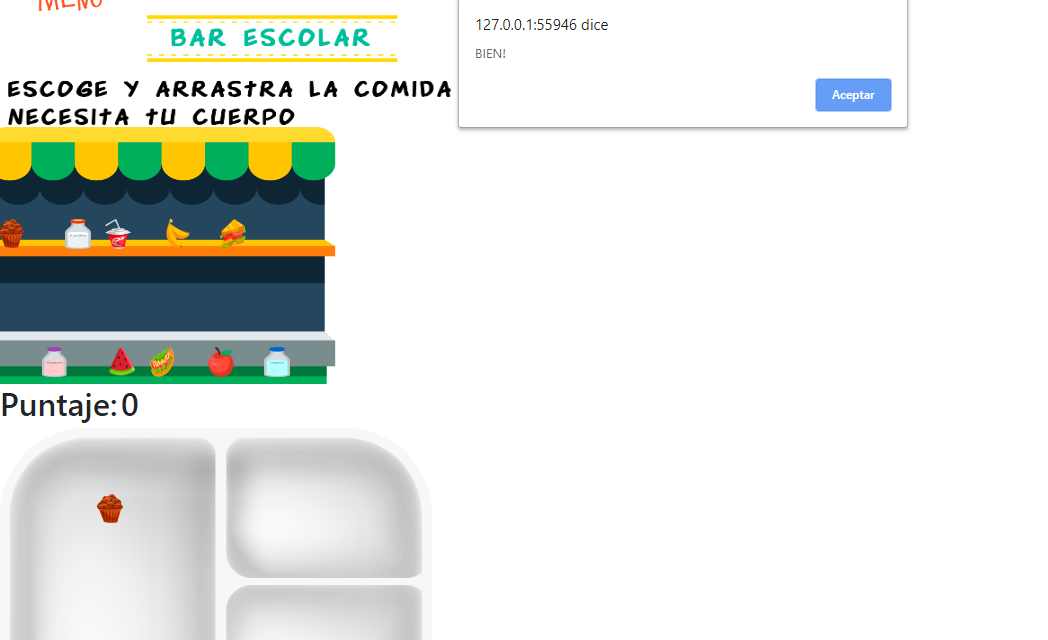 MENÚ
BAR ESCOLAR
127.0.0.1:55946 dice
BIEN!
Aceptar
ESCOGE Y ARRASTRA LA COMIDA
NECESITA TU CUERPO
Puntaje: 0